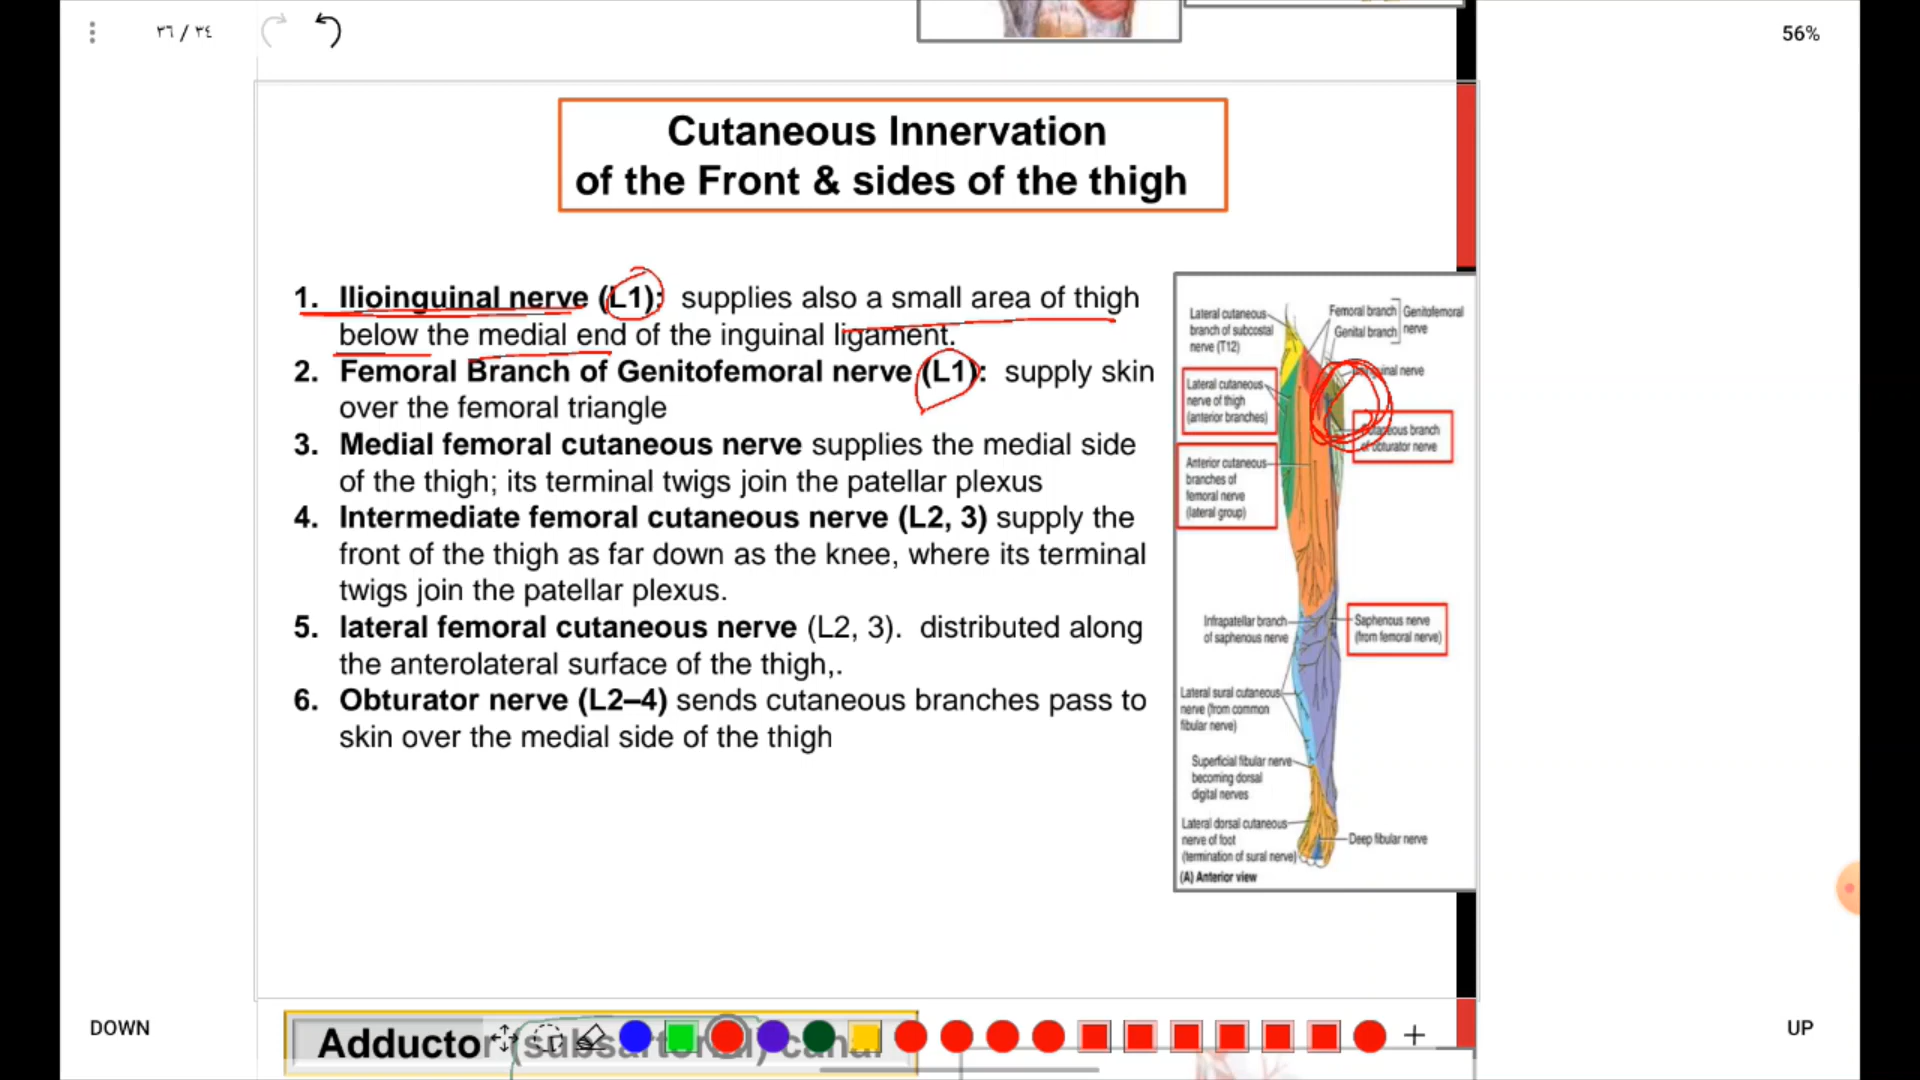 ٣٦ / ٣٤
56%
Cutaneous Innervation
of the Front & sides of the thigh
1. Ilioinguinal nerve (L1): supplies also a small area of thigh
below the medial end of the inguinal ligament.
2. Femoral Branch of Genitofemoral nerve (L1): supply skin
over the femoral triangle
3. Medial femoral cutaneous nerve supplies the medial side
of the thigh; its terminal twigs join the patellar plexus
4. Intermediate femoral cutaneous nerve (L2, 3) supply the
front of the thigh as far down as the knee, where its terminal
twigs join the patellar plexus.
5. lateral femoral cutaneous nerve (L2, 3). distributed along
the anterolateral surface of the thigh,.
6. Obturator nerve (L2–4) sends cutaneous branches pass to
skin over the medial side of the thigh
Lateral cutaneous
branch of subcostal
nerve (T12)
Femoral branch
Genital branch
Genitofemoral
nerve
nerve
Lateral cutaneous
nerve of thigh
(anterior branches)
branch
of obturator nerve
Anterior cutaneous
branches of
femoral nerve
(lateral group)
Infrapatellar branch
of saphenous nerve
Saphenous nerve
(from femoral nerve)
Lateral sural cutaneous
nerve (from common
fibular nerve)
Superficial fibular nerve
becoming dorsal
digital nerves
Lateral dorsal cutaneous
nerve of foot
(termination of sural nerve)
Deep fibular nerve
(A) Anterior view
DOWN
UP
Adductor (subsartorial) canal